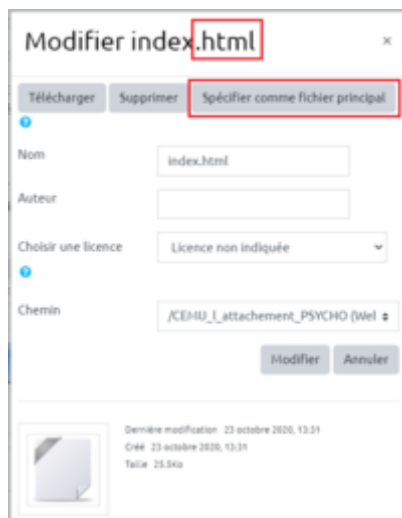 Modifier index.html ×
Télécharger Supprimer Spécifier comme fichier principal
?
Nom index.html
Auteur
Choisir une licence Licence non indiquée
?
Chemin /CEMU_l_attachement_PSYCHO (Wel
Modifier Annuler
Dernière modification 23 octobre 2020, 13:31
Créé 23 octobre 2020, 13:31
Taille 25.5Ko